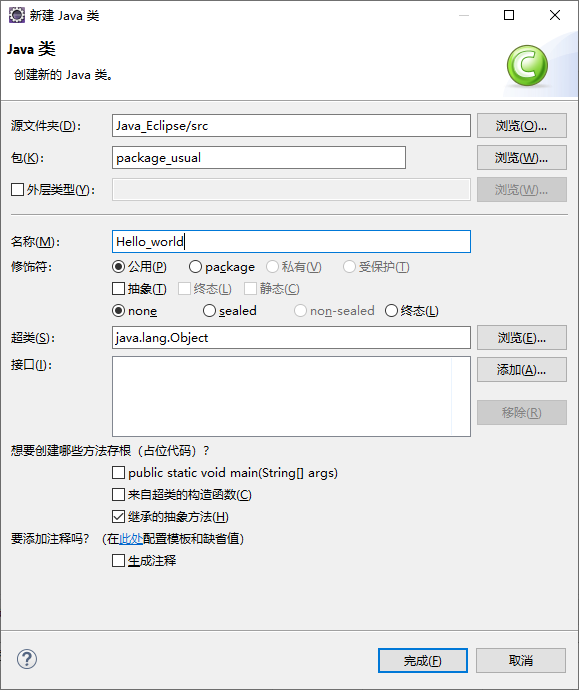 新建 Java 类
Java 类
创建新的 Java 类。
源文件夹(D): Java_Eclipse/src 浏览(O)...
包(K): package_usual 浏览(W)...
外层类型(Y): 浏览(W)...
名称(M): Hello_world
修饰符: 公用(P) package 私有(V) 受保护(T)
抽象(T) 终态(L) 静态(C)
none sealed non-sealed 终态(L)
超类(S): java.lang.Object 浏览(E)...
接口(I): 添加(A)...
移除(R)
想要创建哪些方法存根（占位代码）？
public static void main(String[] args)
来自超类的构造函数(C)
继承的抽象方法(H)
要添加注释吗？（在此处配置模板和缺省值）
生成注释
完成(F) 取消